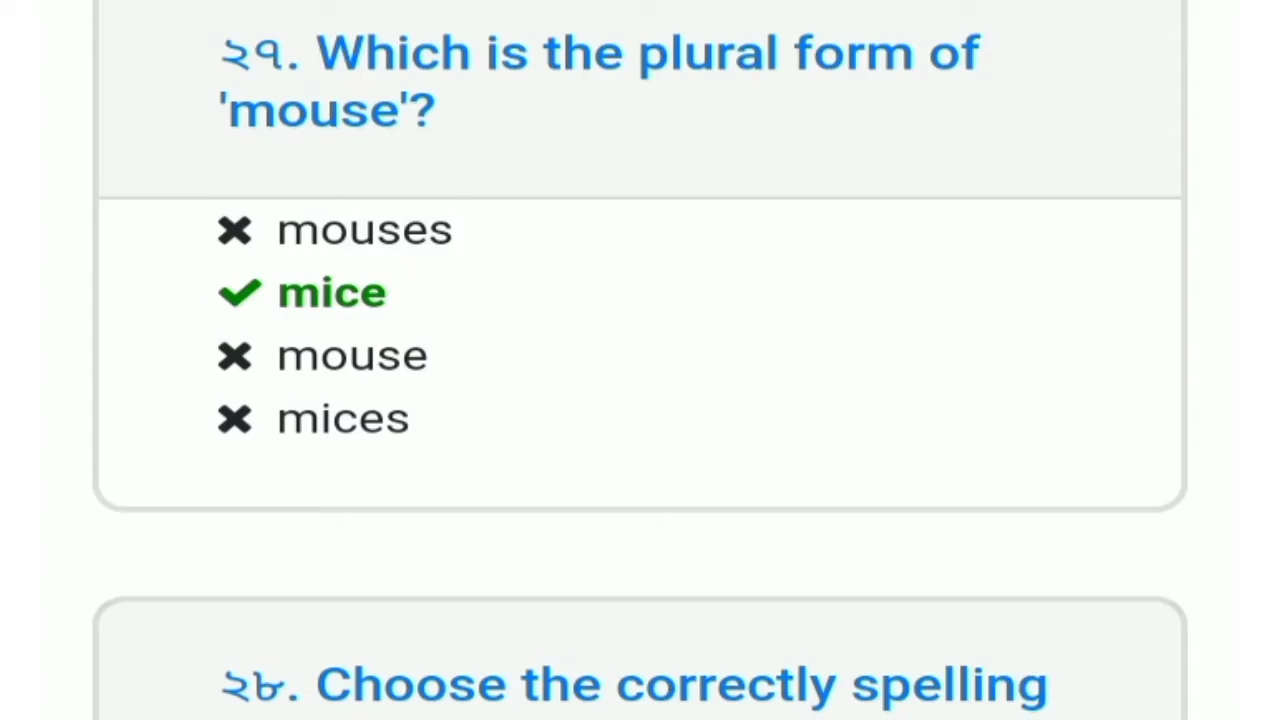 ২৭. Which is the plural form of
'mouse'?
mouses
mice
mouse
mices
২৮. Choose the correctly spelling